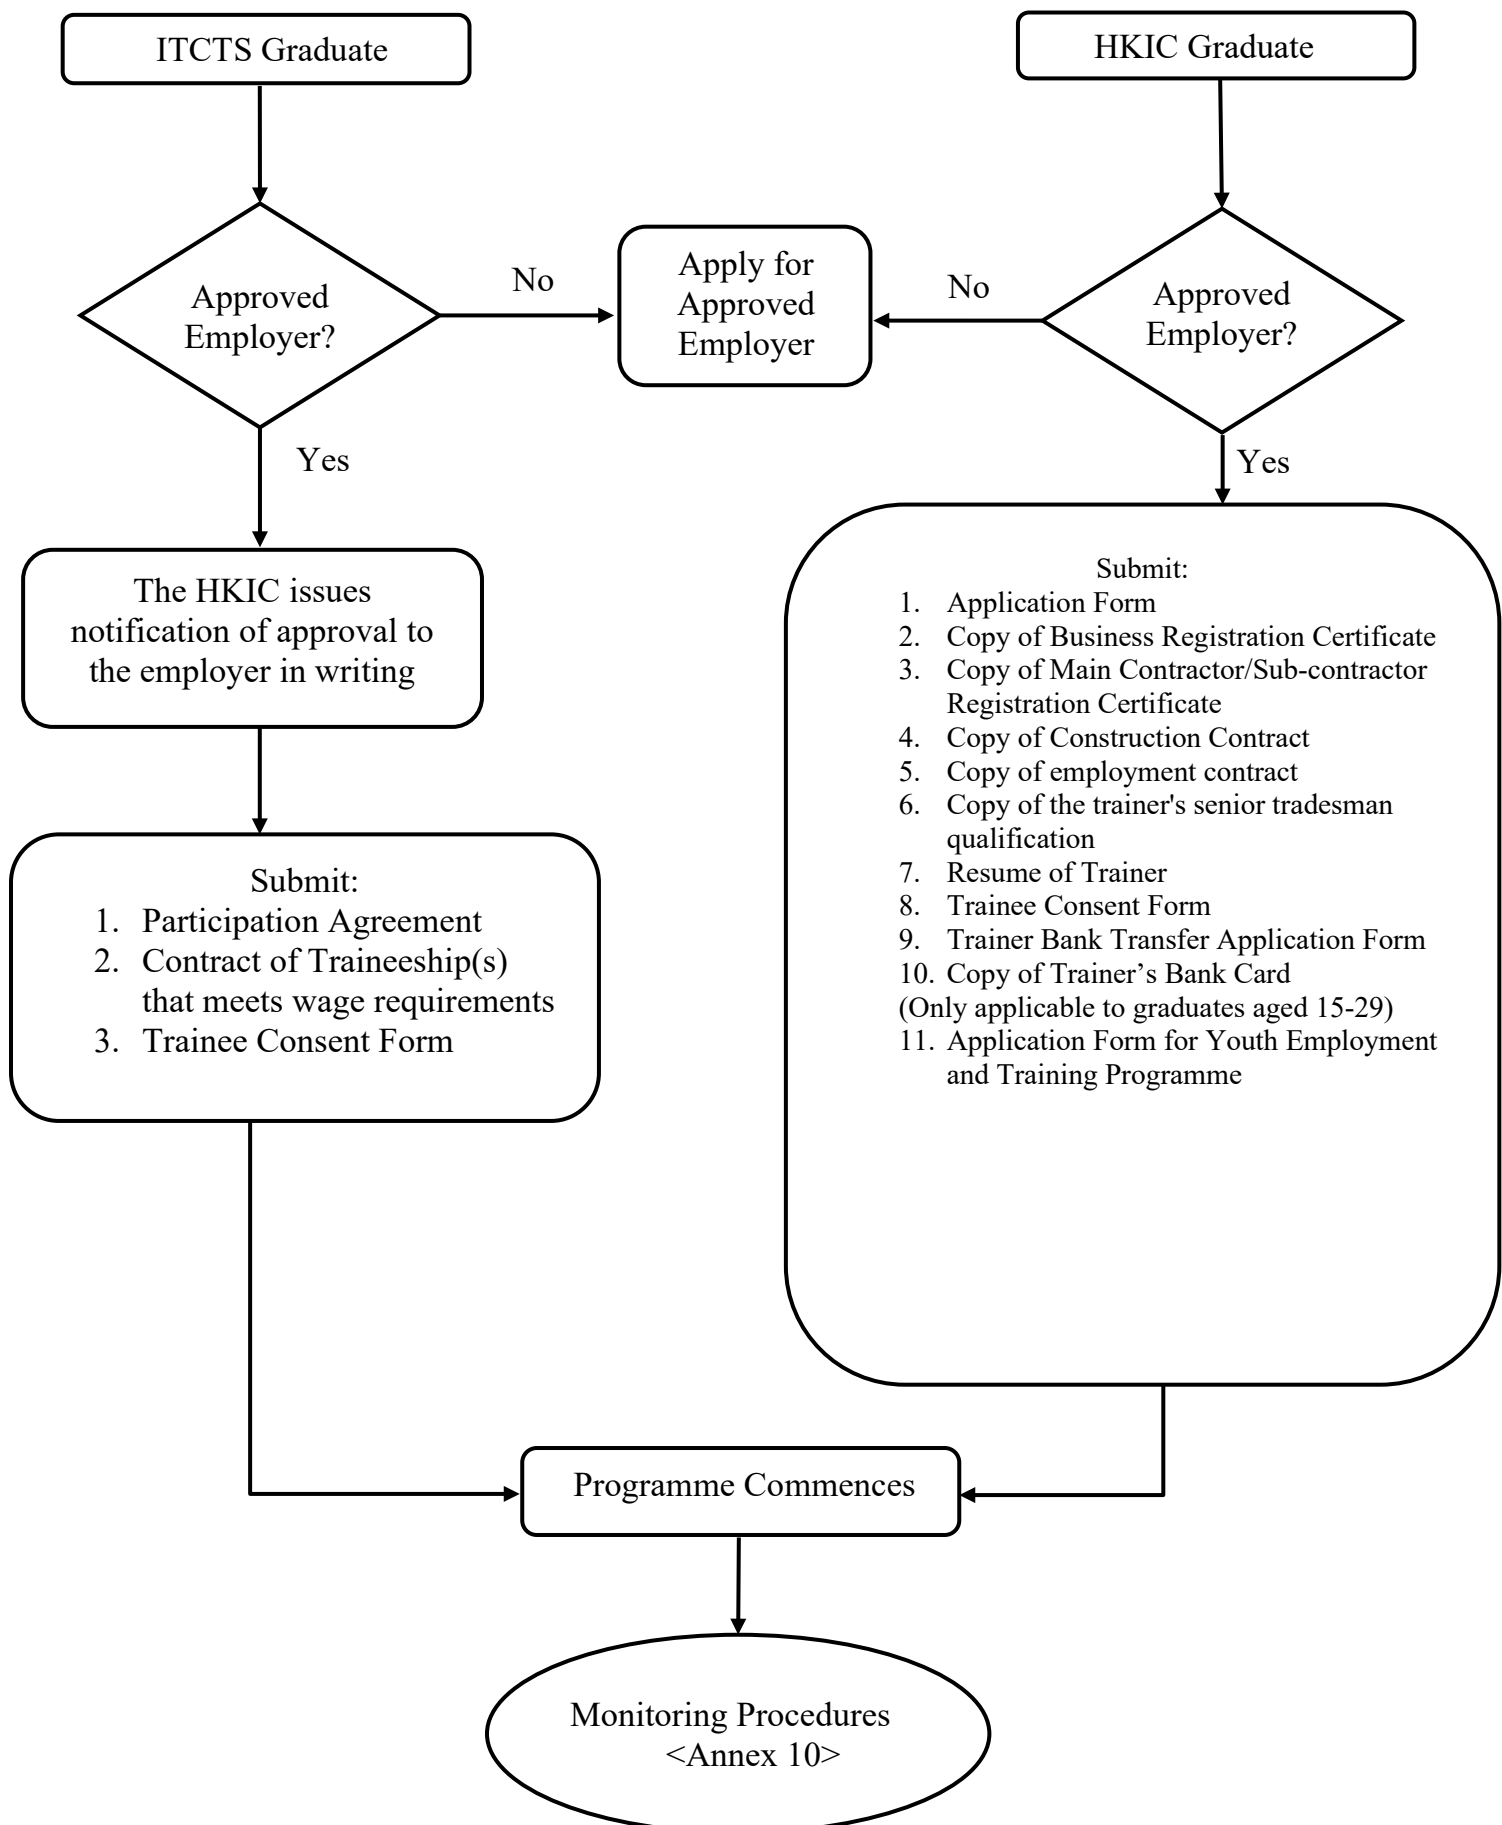 ITCTS Graduate
HKIC Graduate
Approved
Employer?
No
Apply for
Approved
Employer
No
Approved
Employer?
Yes
Yes
The HKIC issues
notification of approval to
the employer in writing
Submit:
1. Participation Agreement
2. Contract of Traineeship(s)
that meets wage requirements
3. Trainee Consent Form
Submit:
1. Application Form
2. Copy of Business Registration Certificate
3. Copy of Main Contractor/Sub-contractor
Registration Certificate
4. Copy of Construction Contract
5. Copy of employment contract
6. Copy of the trainer's senior tradesman
qualification
7. Resume of Trainer
8. Trainee Consent Form
9. Trainer Bank Transfer Application Form
10. Copy of Trainer’s Bank Card
(Only applicable to graduates aged 15-29)
11. Application Form for Youth Employment
and Training Programme
Programme Commences
Monitoring Procedures
<Annex 10>